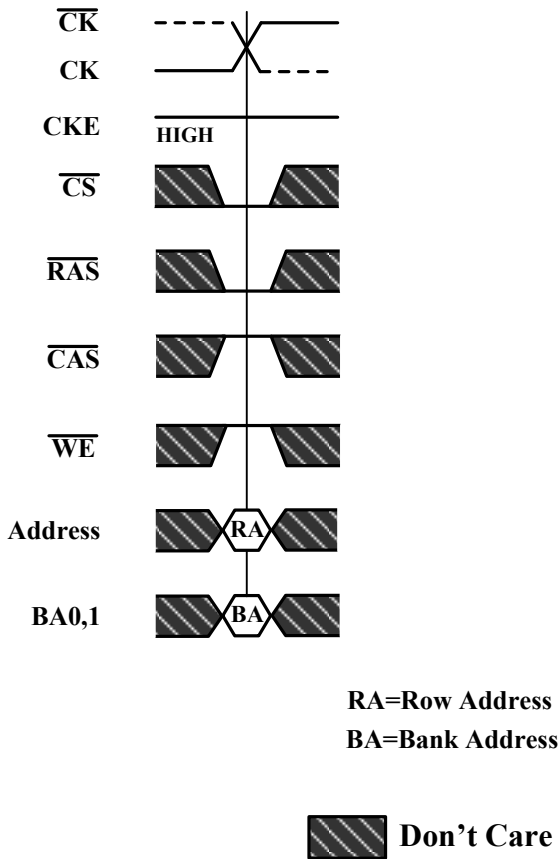 CK
CK
CKE
HIGH
CS
RAS
CAS
WE
Address
RA
BA0,1
BA
RA=Row Address
BA=Bank Address
Don't Care